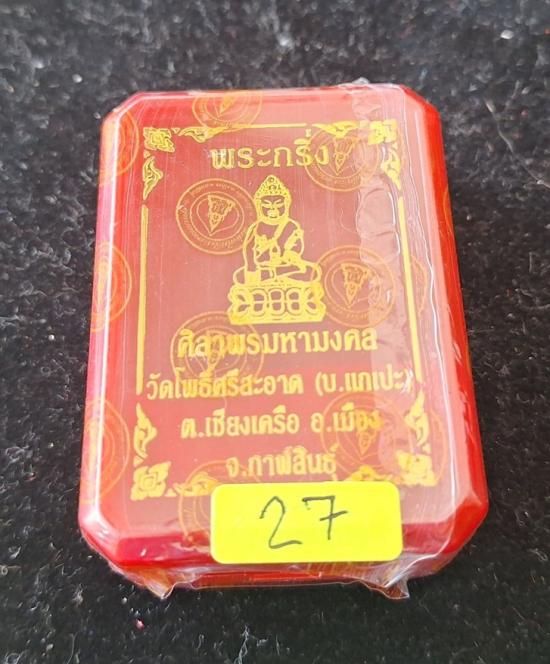 พระกริ่ง
ศิลาพรมหามงคล
วัดโพธิ์ศรีสะอาด (บ.แกเปะ)
ต.เชียงเครือ อ.เมือง
จ.กาฬสินธุ์
27